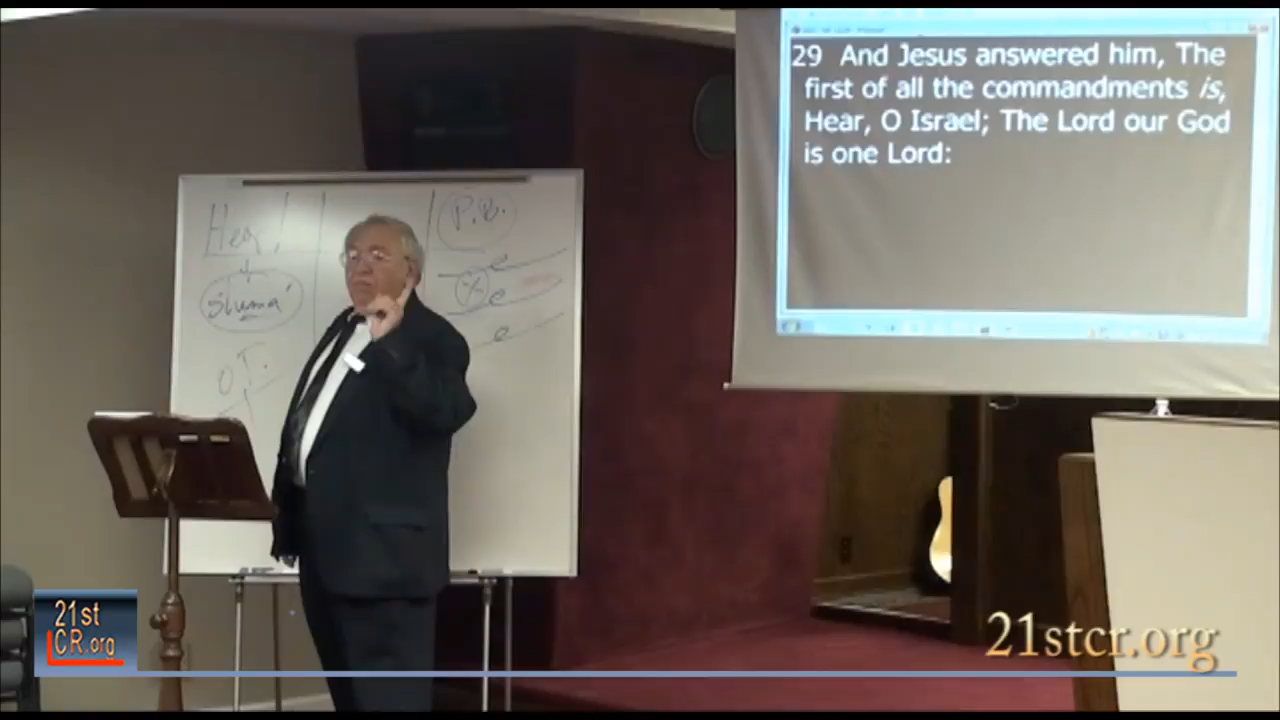 29 And Jesus answered him, The
first of all the commandments is,
Hear, O Israel; The Lord our God
is one Lord:
Hear!
P.B.
O.T.
21st
CR.org
21stcr.org